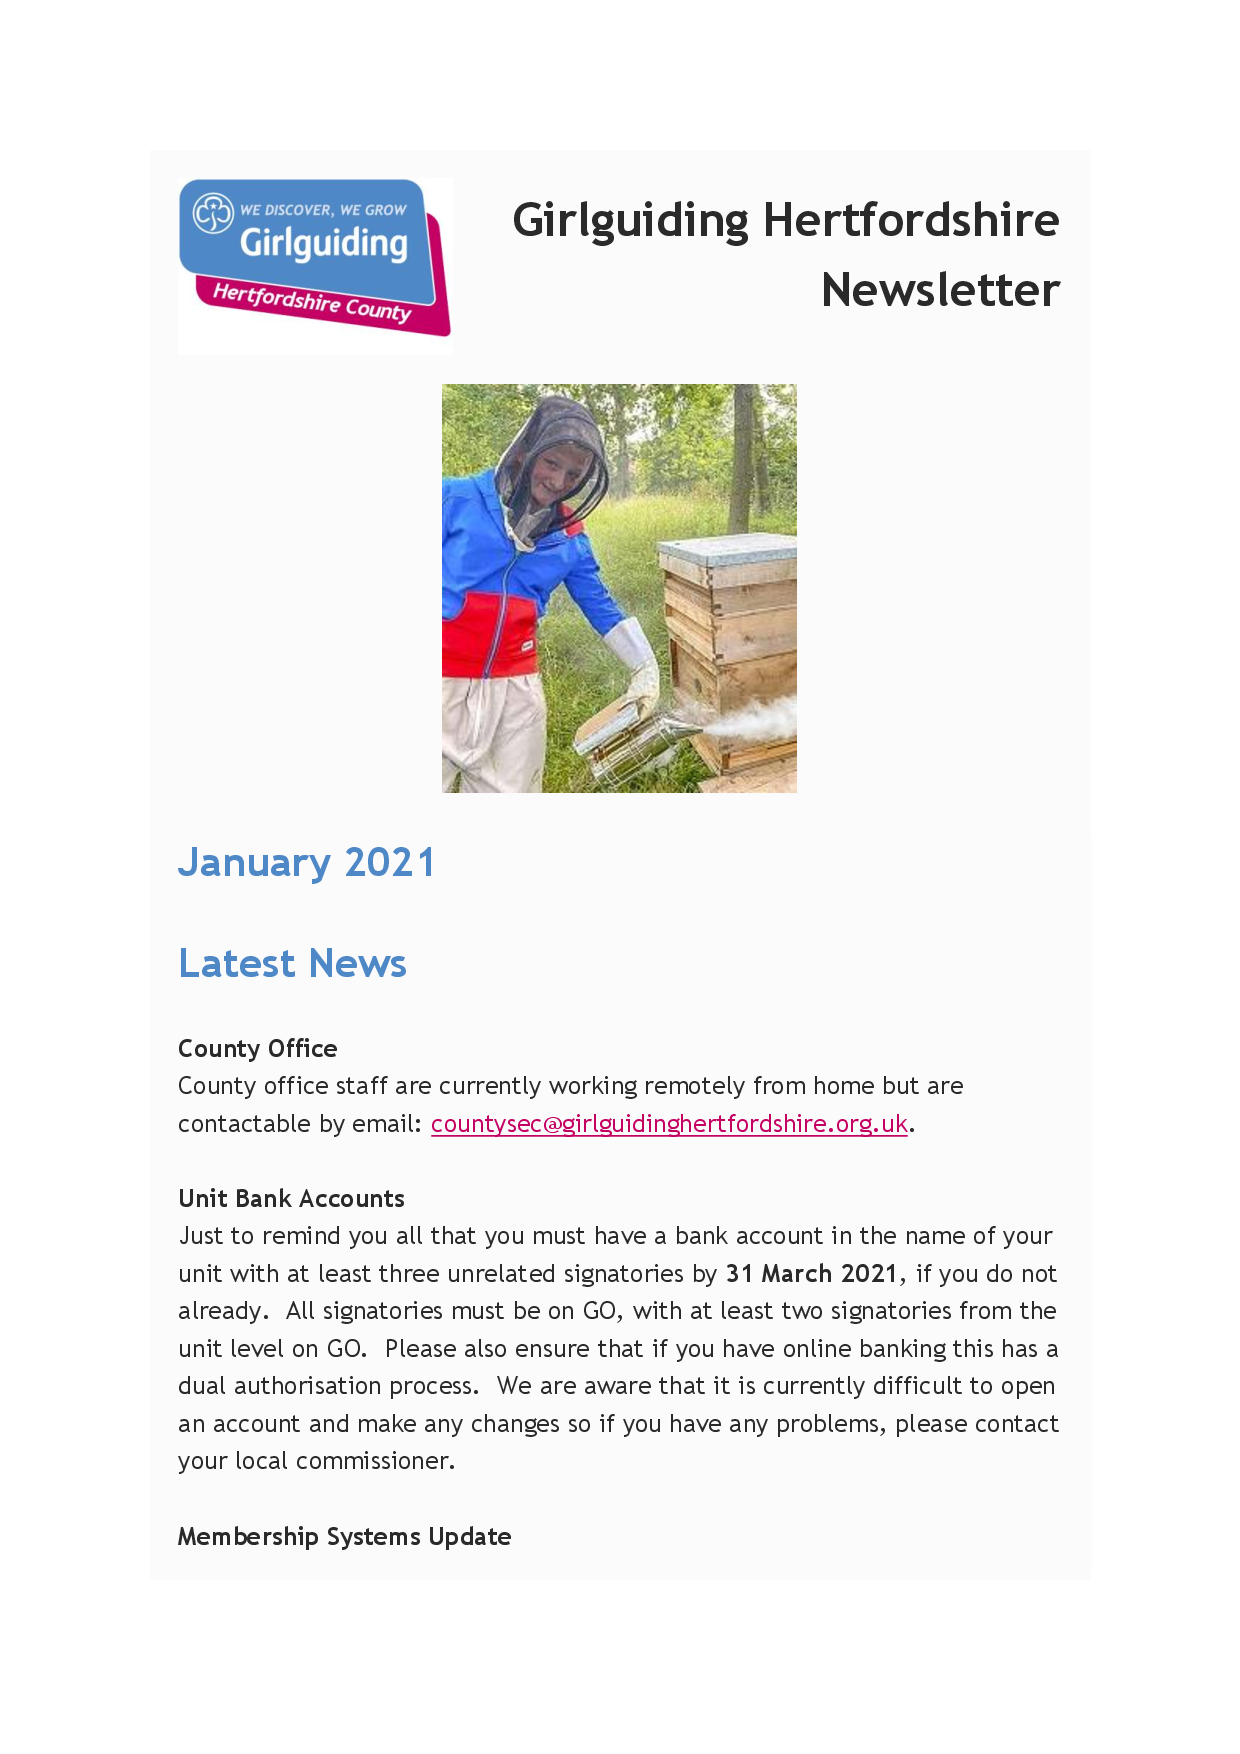 WE DISCOVER, WE GROW
Girlguiding
Hertfordshire County
Girlguiding Hertfordshire
Newsletter
January 2021
Latest News
County Office
County office staff are currently working remotely from home but are
contactable by email: countysec@girlguidinghertfordshire.org.uk.
Unit Bank Accounts
Just to remind you all that you must have a bank account in the name of your
unit with at least three unrelated signatories by 31 March 2021, if you do not
already.  All signatories must be on GO, with at least two signatories from the
unit level on GO.  Please also ensure that if you have online banking this has a
dual authorisation process.  We are aware that it is currently difficult to open
an account and make any changes so if you have any problems, please contact
your local commissioner.
Membership Systems Update